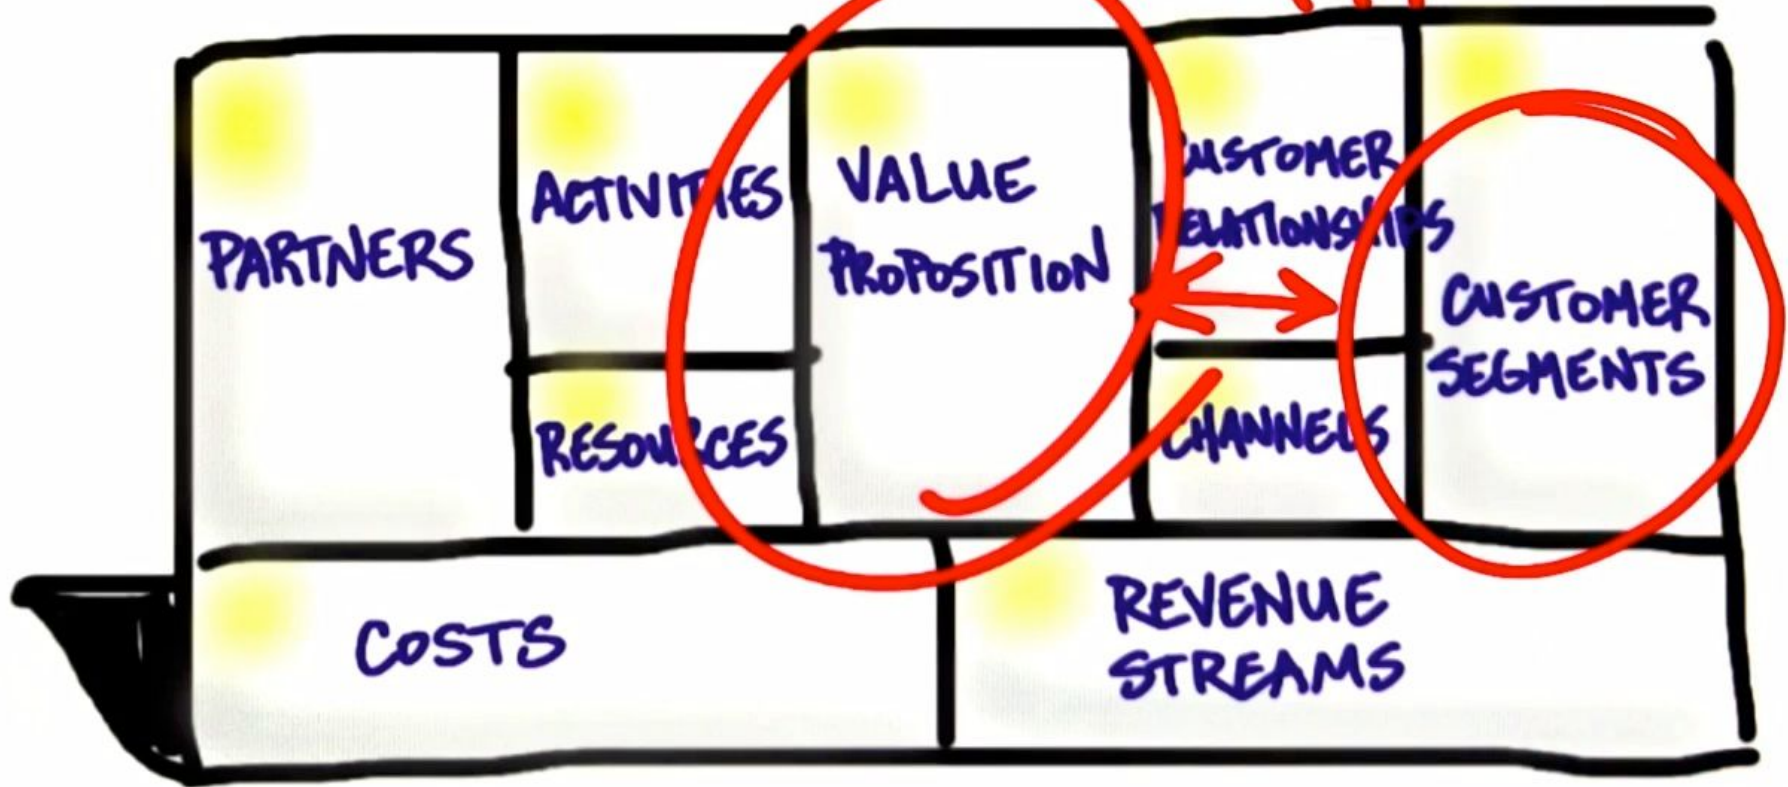 PARTNERS
ACTIVITIES
RESOURCES
VALUE
PROPOSITION
CUSTOMER
RELATIONSHIPS
CHANNELS
CUSTOMER
SEGMENTS
COSTS
REVENUE
STREAMS